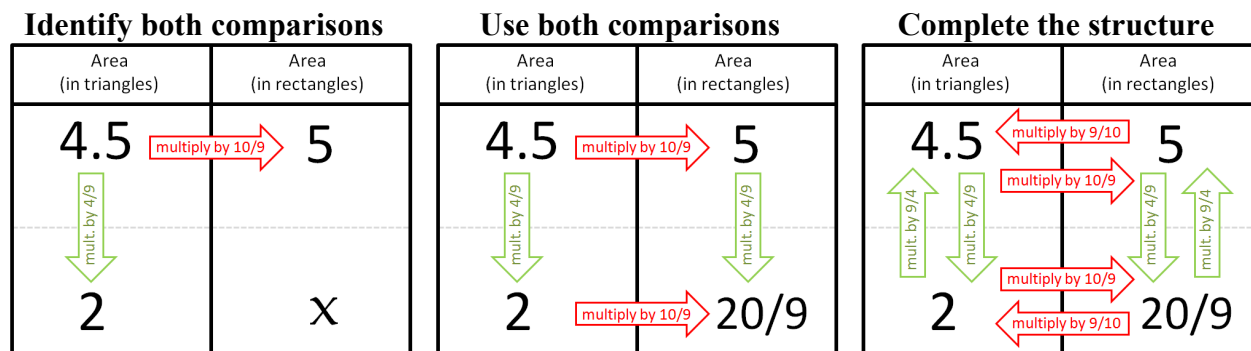 Identify both comparisons
Area
(in triangles)
Area
(in rectangles)
4.5
multiply by 10/9
5
mult. by 4/9
2
x
Use both comparisons
Area
(in triangles)
Area
(in rectangles)
4.5
multiply by 10/9
5
mult. by 4/9
mult. by 4/9
2
multiply by 10/9
20/9
Complete the structure
Area
(in triangles)
Area
(in rectangles)
4.5
multiply by 9/10
5
multiply by 10/9
mult. by 9/4
mult. by 4/9
mult. by 4/9
mult. by 9/4
multiply by 10/9
2
multiply by 9/10
20/9